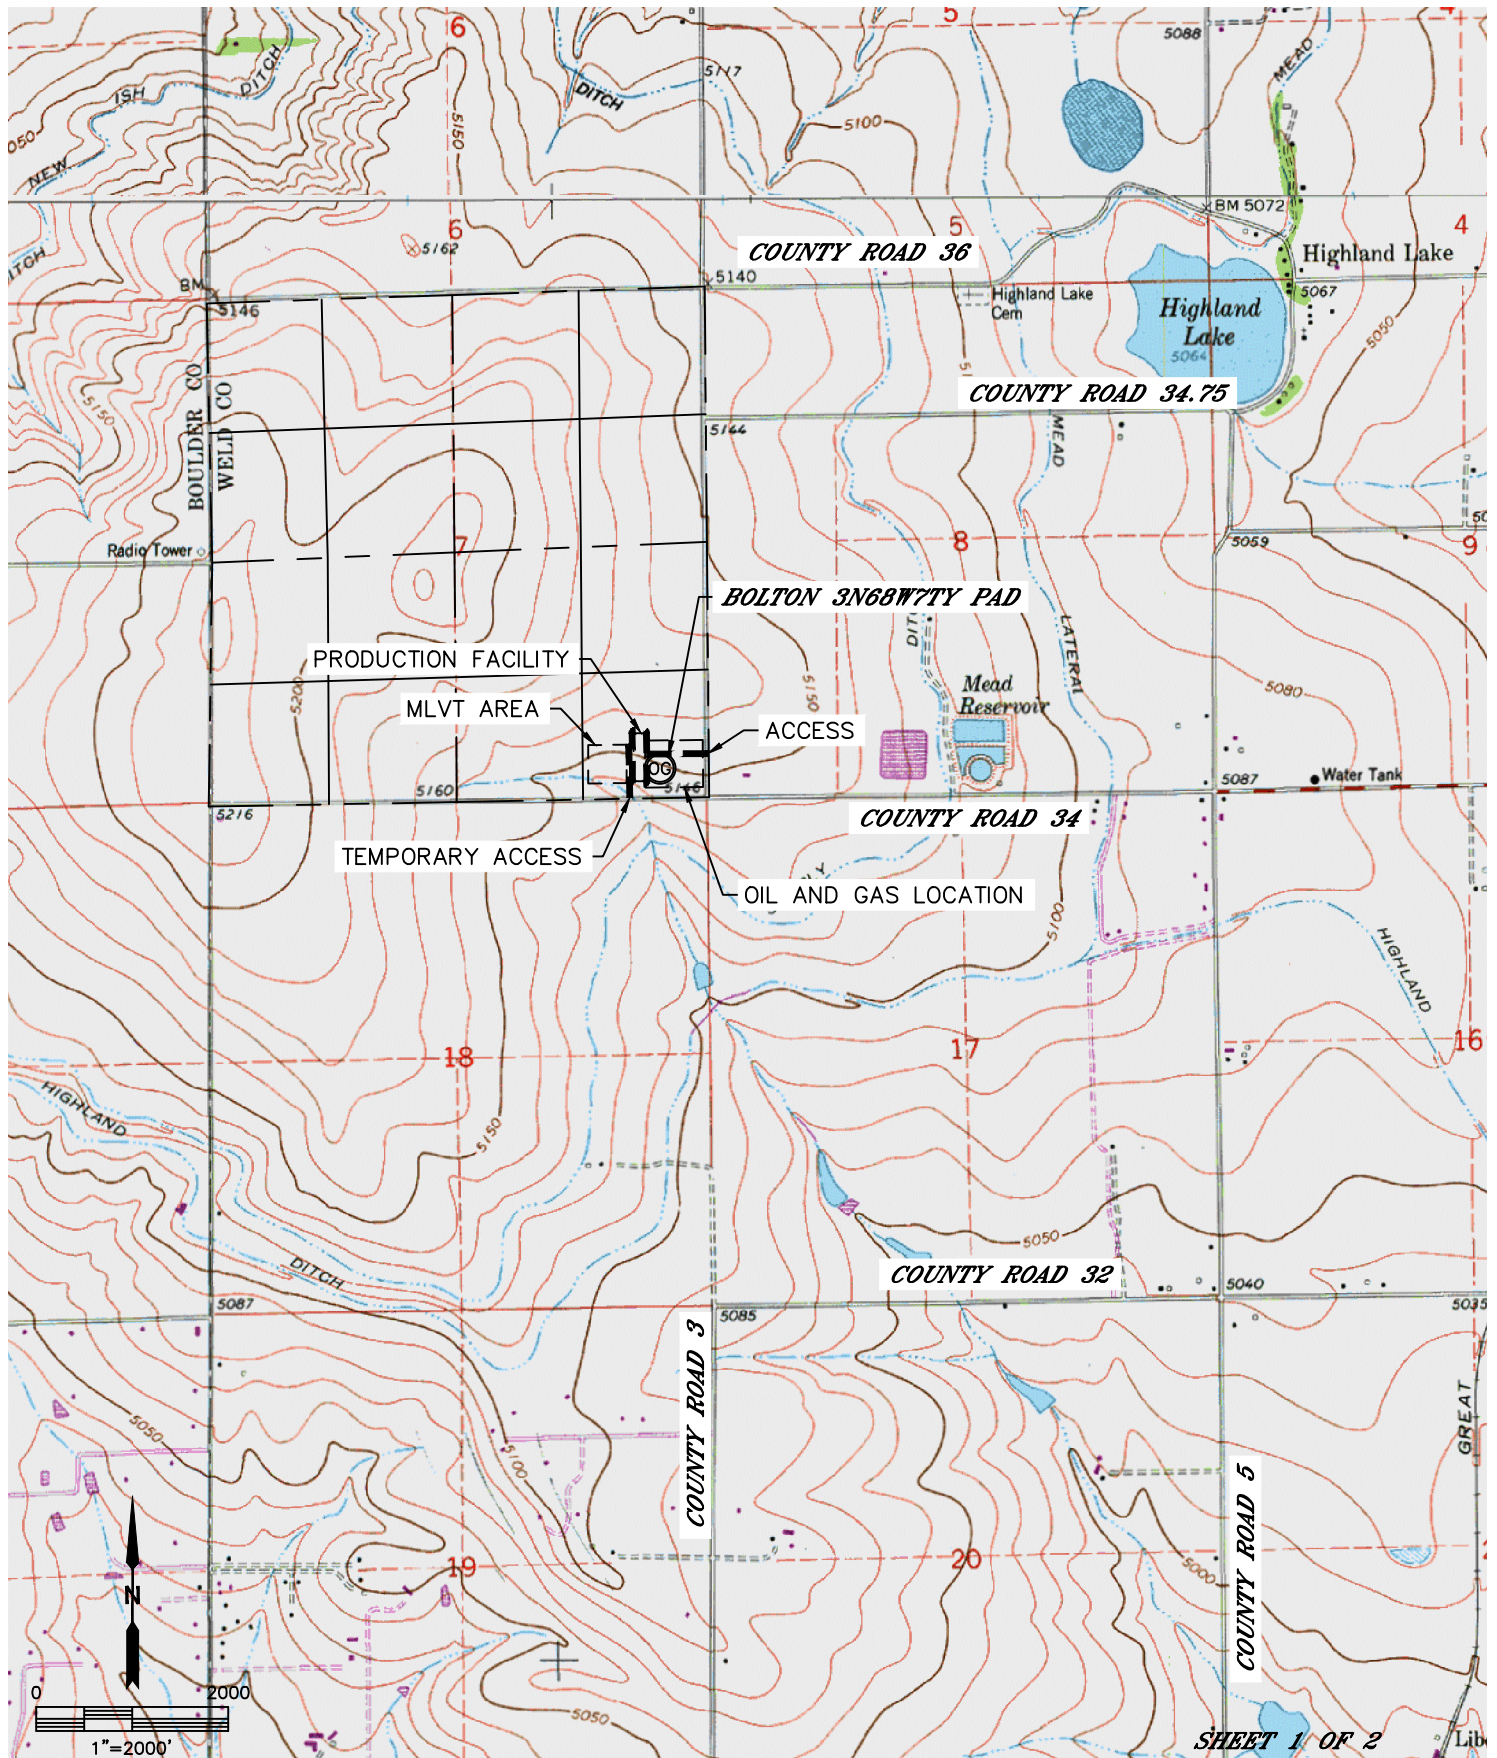 6
5
5088
MEAD
ISH
DITCH
DITCH
5117
5150
5100
NEW
BM 5072
6
5
4
5162
COUNTY ROAD 36
Highland Lake
BM
5140
5146
Highland Lake
Cem
5067
Highland
Lake
5064
5050
5150
BOULDER CO
WELD CO
COUNTY ROAD 34.75
5144
MEAD
Radio Tower
7
8
5059
9
BOLTON 3N68W7TY PAD
LATERAL
PRODUCTION FACILITY
5200
MLVT AREA
5150
Mead
Reservoir
5080
ACCESS
OG
5160
5146
5087
Water Tank
5216
COUNTY ROAD 34
TEMPORARY ACCESS
OIL AND GAS LOCATION
5100
HIGHLAND
18
17
16
HIGHLAND
5150
DITCH
5050
COUNTY ROAD 32
5087
5085
5040
5035
COUNTY ROAD 3
5050
5100
GREAT
COUNTY ROAD 5
19
20
5000
N
0 2000
1"=2000'
5050
SHEET 1 OF 2